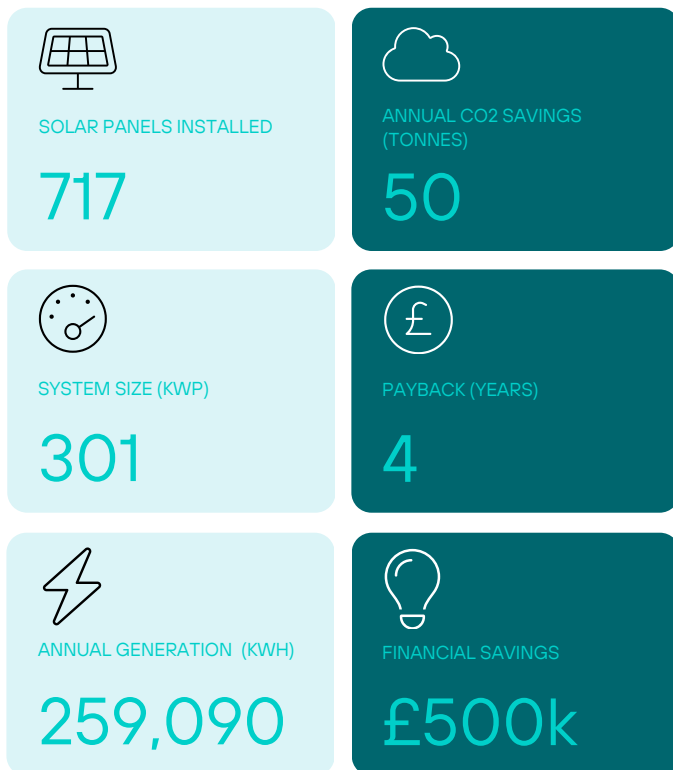 SOLAR PANELS INSTALLED
717
ANNUAL CO2 SAVINGS
(TONNES)
50
SYSTEM SIZE (KWP)
301
£
PAYBACK (YEARS)
4
ANNUAL GENERATION  (KWH)
259,090
FINANCIAL SAVINGS
£500k